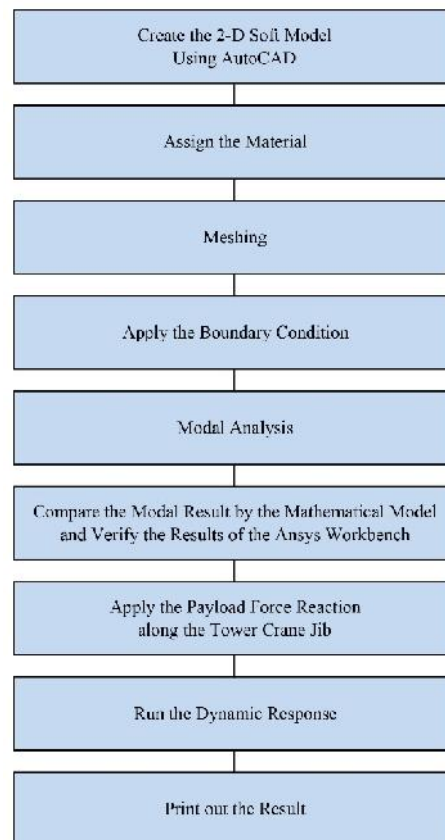 Create the 2-D Soft Model
Using AutoCAD
Assign the Material
Meshing
Apply the Boundary Condition
Modal Analysis
Compare the Modal Result by the Mathematical Model
and Verify the Results of the Ansys Workbench
Apply the Payload Force Reaction
along the Tower Crane Jib
Run the Dynamic Response
Print out the Result